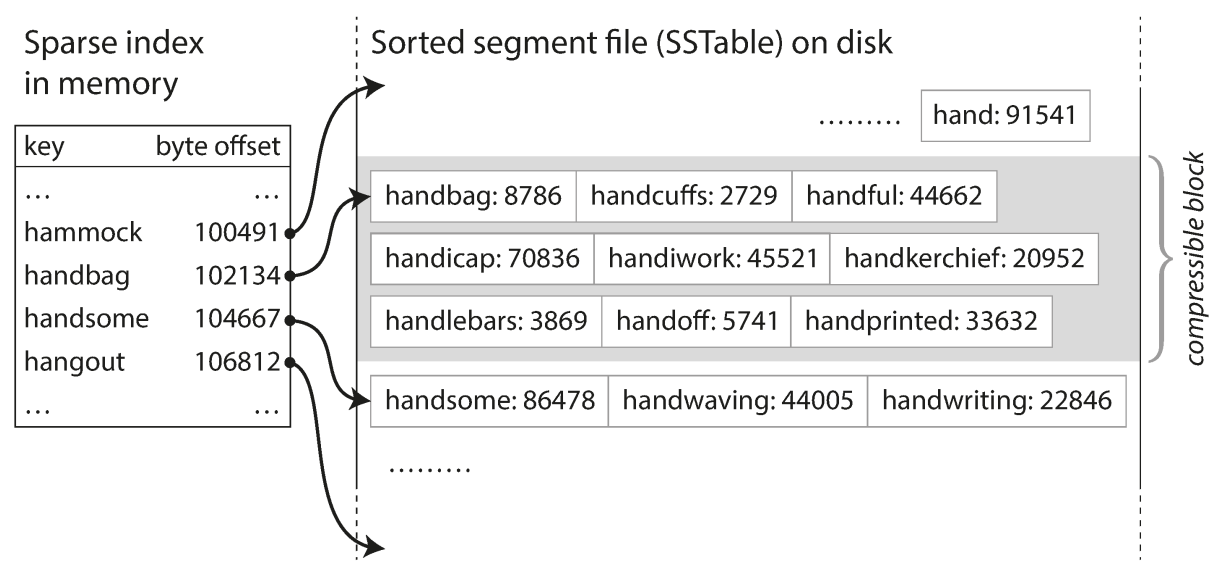 Sparse index
in memory
key byte offset
... ...
hammock 100491
handbag 102134
handsome 104667
hangout 106812
... ...
Sorted segment file (SSTable) on disk
......... hand: 91541
handbag: 8786 handcuffs: 2729 handful: 44662
handicap: 70836 handiwork: 45521 handkerchief: 20952
handlebars: 3869 handoff: 5741 handprinted: 33632
handsome: 86478 handwaving: 44005 handwriting: 22846
.........
compressible block